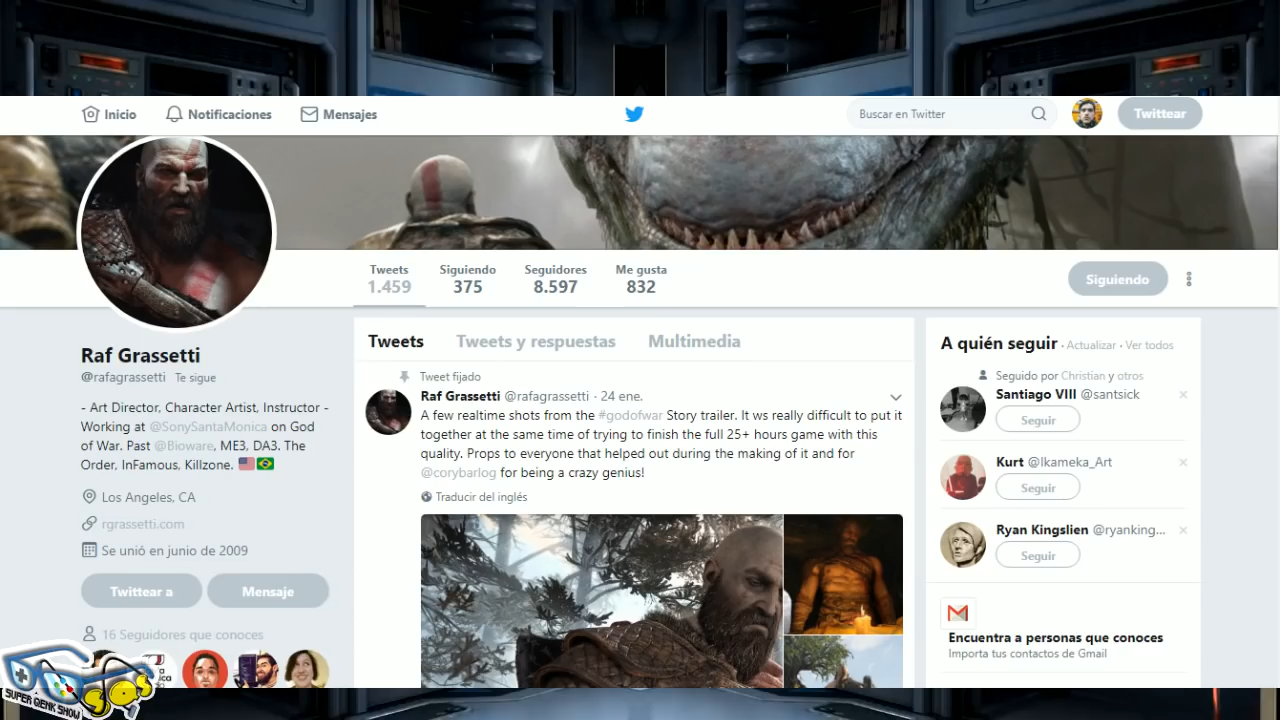 Inicio
Notificaciones
Mensajes
Buscar en Twitter
Twittear
Tweets
1.459
Siguiendo
375
Seguidores
8.597
Me gusta
832
Siguiendo
Raf Grassetti
@rafagrassetti Te sigue
- Art Director, Character Artist, Instructor -
Working at @SonySantaMonica on God
of War. Past @Bioware, ME3, DA3. The
Order, InFamous, Killzone.
Los Angeles, CA
rgrassetti.com
Se unió en junio de 2009
Twittear a
Mensaje
16 Seguidores que conoces
Tweets
Tweets y respuestas
Multimedia
Tweet fijado
Raf Grassetti @rafagrassetti · 24 ene.
A few realtime shots from the #godofwar Story trailer. It ws really difficult to put it
together at the same time of trying to finish the full 25+ hours game with this
quality. Props to everyone that helped out during the making of it and for
@corybarlog for being a crazy genius!
Traducir del inglés
A quién seguir · Actualizar · Ver todos
Seguido por Christian y otros
Santiago VIII @santsick
Seguir
Kurt @Ikameka_Art
Seguir
Ryan Kingslien @ryanking...
Seguir
Encuentra a personas que conoces
Importa tus contactos de Gmail
SUPER GEEK SHOW